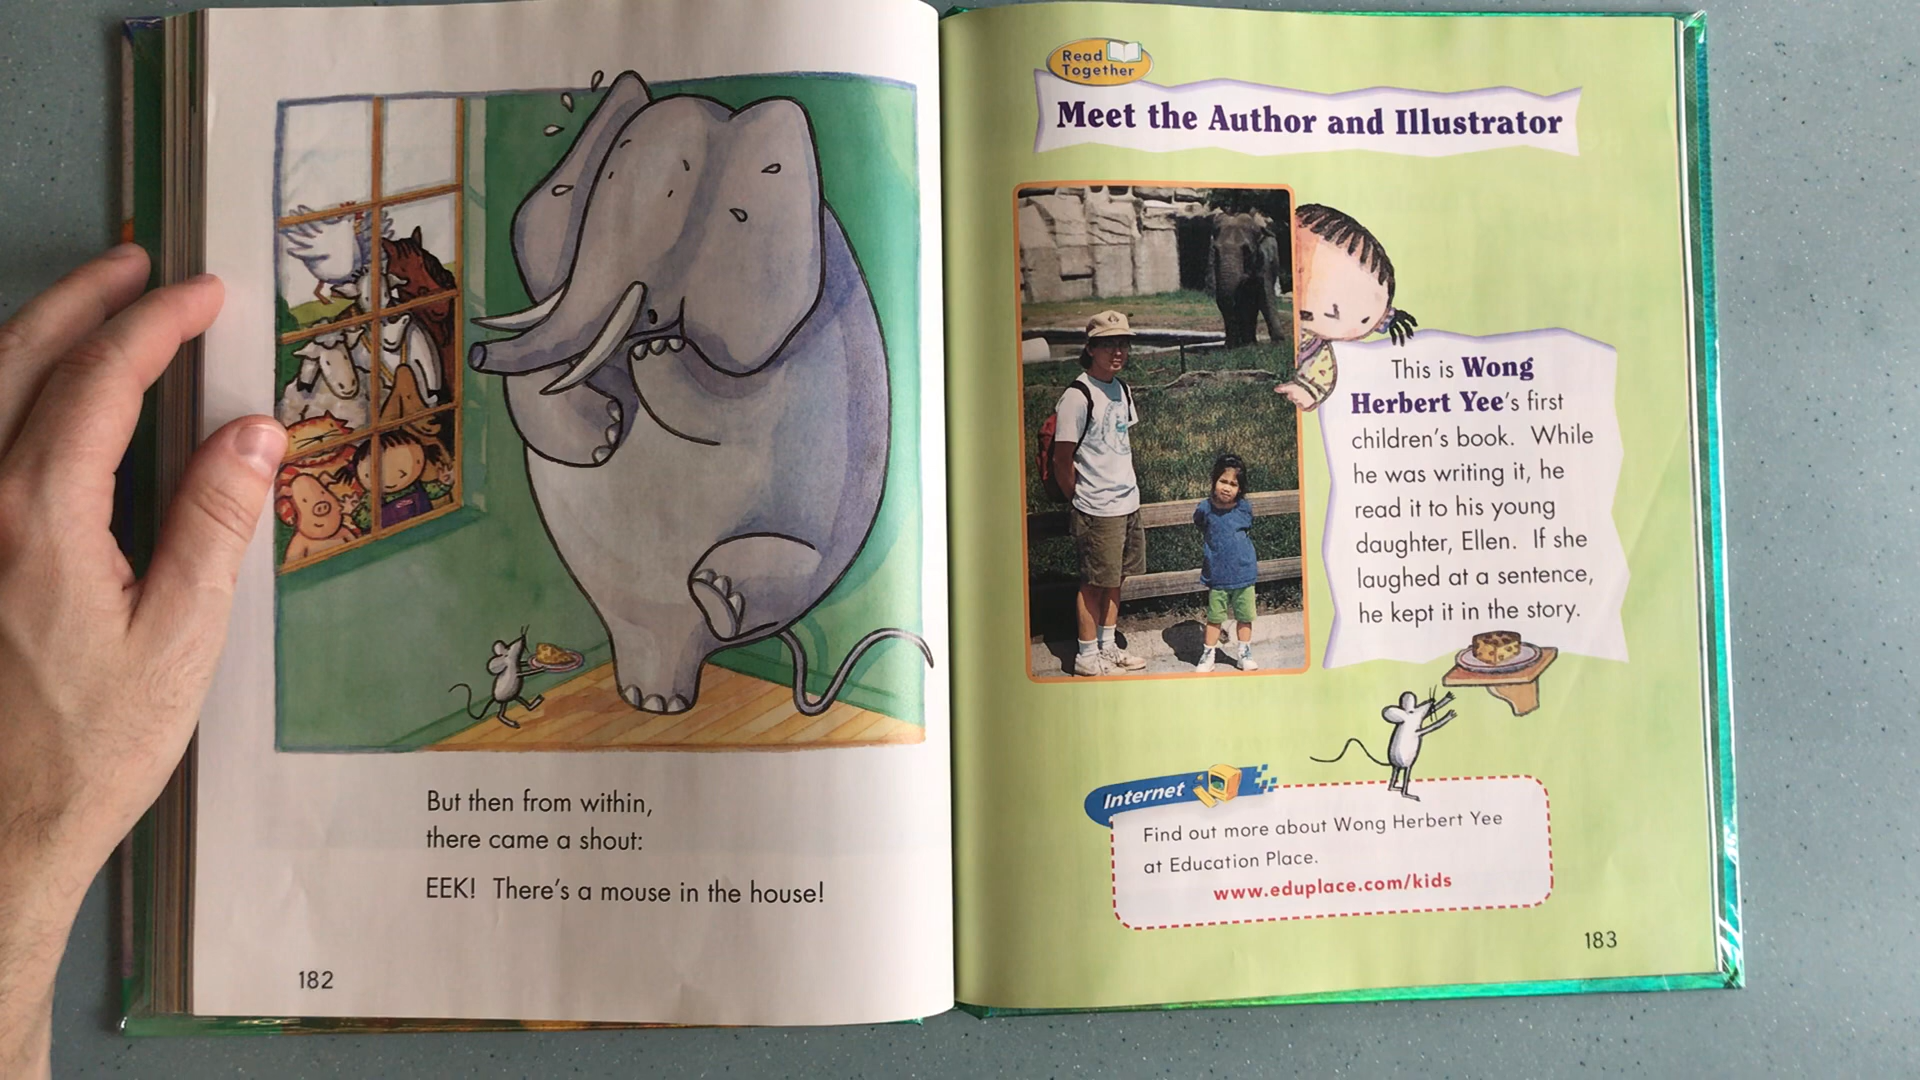 But then from within,
there came a shout:
EEK! There's a mouse in the house!
182
Read
Together
Meet the Author and Illustrator
This is Wong
Herbert Yee's first
children's book. While
he was writing it, he
read it to his young
daughter, Ellen. If she
laughed at a sentence,
he kept it in the story.
Internet
Find out more about Wong Herbert Yee
at Education Place.
www.eduplace.com/kids
183